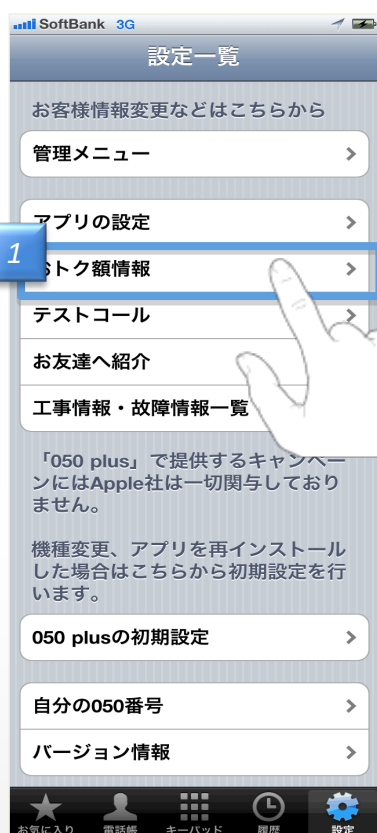 SoftBank 3G
設定一覧
お客様情報変更などはこちらから
管理メニュー
アプリの設定
1
おトク額情報
テストコール
お友達へ紹介
工事情報・故障情報一覧
「050 plus」で提供するキャンペー
ンにはApple社は一切関与しており
ません。
機種変更、アプリを再インストール
した場合はこちらから初期設定を行
います。
050 plusの初期設定
自分の050番号
バージョン情報
お気に入り 電話帳 キーパッド 履歴 設定